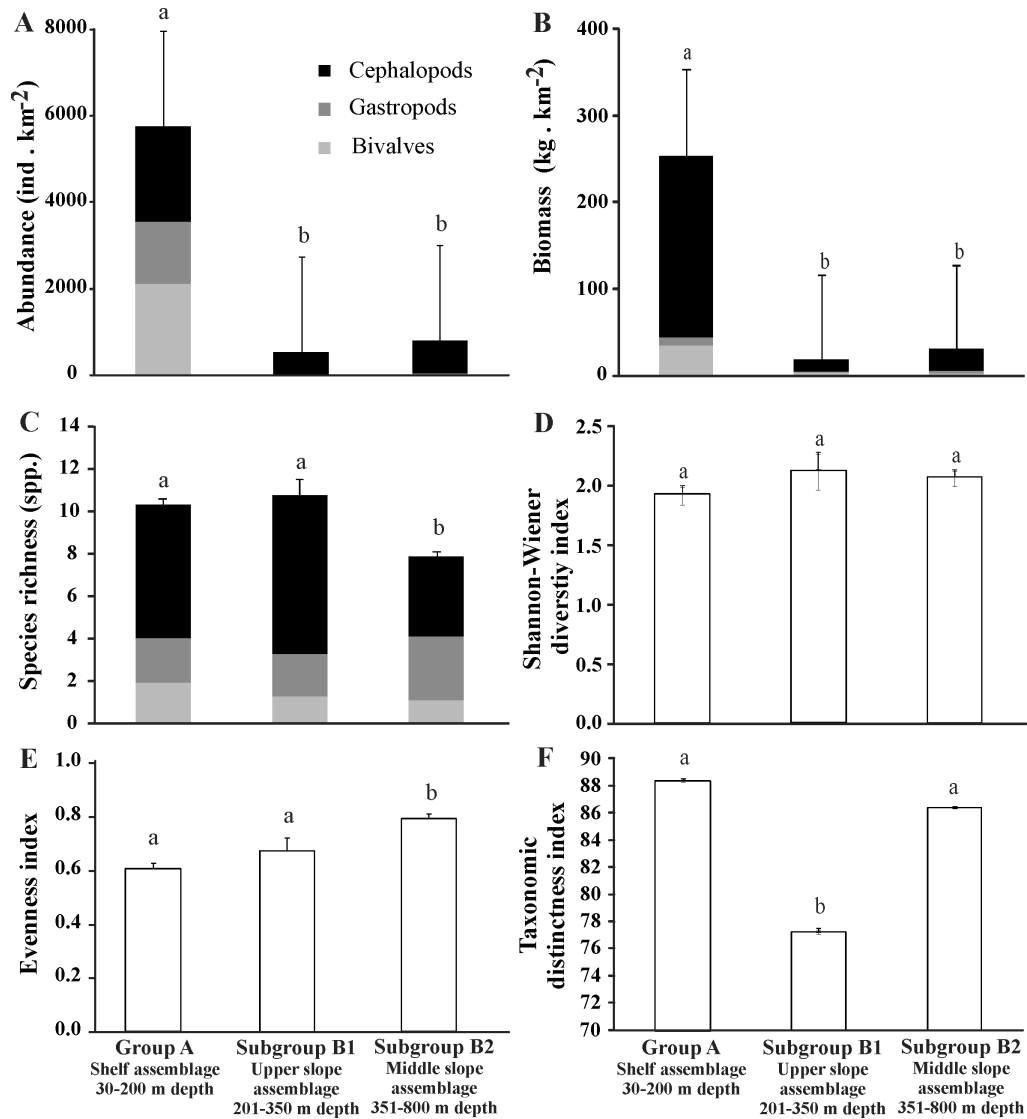 A
Abundance (ind . km-2)
8000
6000
4000
2000
0
a
b
b
Cephalopods
Gastropods
Bivalves
B
Biomass (kg . km-2)
400
300
200
100
0
a
b
b
C
Species richness (spp.)
14
12
10
8
6
4
2
0
a
a
b
D
Shannon-Wiener
diverstiy index
2.5
2.0
1.5
1.0
0.5
0.0
a
a
a
E
Evenness index
1.0
0.8
0.6
0.4
0.2
0.0
a
a
b
F
Taxonomic
distinctness index
90
88
86
84
82
80
78
76
74
72
70
a
b
a
Group A
Shelf assemblage
30-200 m depth
Subgroup B1
Upper slope
assemblage
201-350 m depth
Subgroup B2
Middle slope
assemblage
351-800 m depth
Group A
Shelf assemblage
30-200 m depth
Subgroup B1
Upper slope
assemblage
201-350 m depth
Subgroup B2
Middle slope
assemblage
351-800 m depth